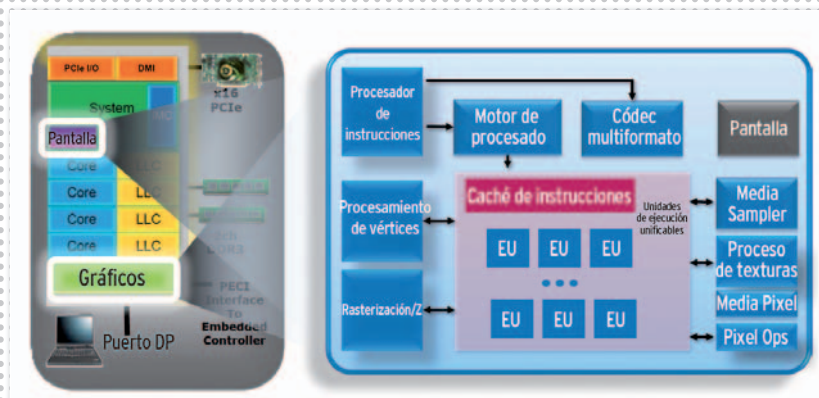 PCIe I/O
DMI
System
x16
PCIe
Pantalla
Core
LLC
Core
LLC
Core
LLC
Core
LLC
Gráficos
PECI
Interface
To
Embedded
Controller
Puerto DP
Procesador
de
instrucciones
Motor de
procesado
Códec
multiformato
Pantalla
Caché de instrucciones
Unidades
de ejecución
unificables
Procesamiento
de vértices
EU
EU
EU
EU
EU
EU
Rasterización/Z
Media
Sampler
Proceso
de texturas
Media Pixel
Pixel Ops